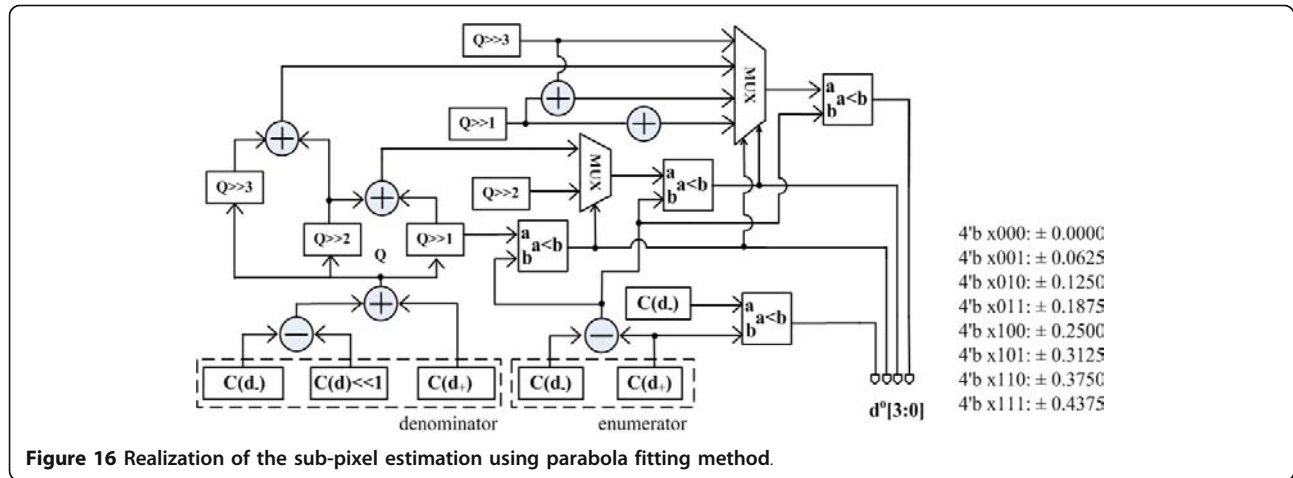 Q>>3
MUX
a
b
a<b
Q>>1
MUX
Q>>3
Q>>2
a
b
a<b
Q>>2
Q>>1
a
b
a<b
Q
C(d₋)
a
b
a<b
C(d₋)
C(d)<<1
C(d₊)
C(d₋)
C(d₊)
denominator
enumerator
dº[3:0]
4'b x000: ± 0.0000
4'b x001: ± 0.0625
4'b x010: ± 0.1250
4'b x011: ± 0.1875
4'b x100: ± 0.2500
4'b x101: ± 0.3125
4'b x110: ± 0.3750
4'b x111: ± 0.4375
Figure 16 Realization of the sub-pixel estimation using parabola fitting method.